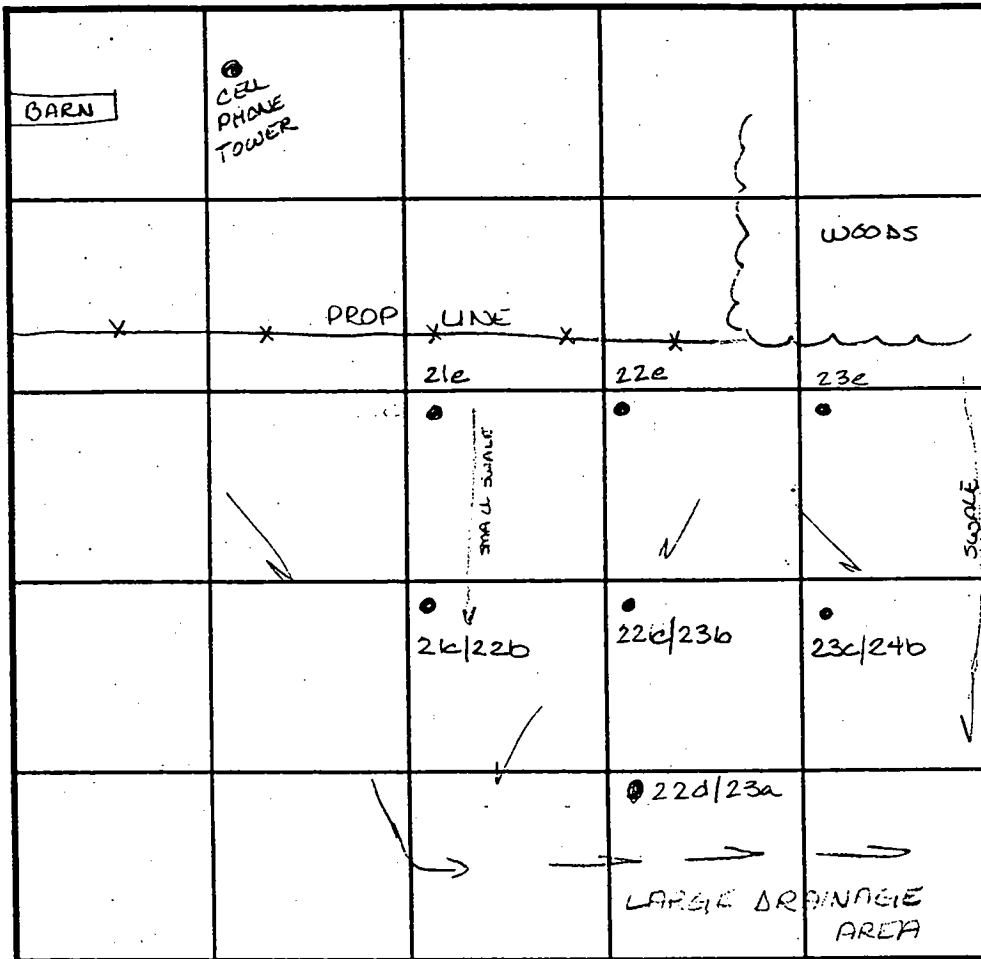 BARN
CELL
PHONE
TOWER
WOODS
PROP LINE
21e
22e
23e
SMALL SWALE
SWALE
21c/22b
22c/23b
23c/24b
22d/23a
LARGE DRAINAGE
AREA